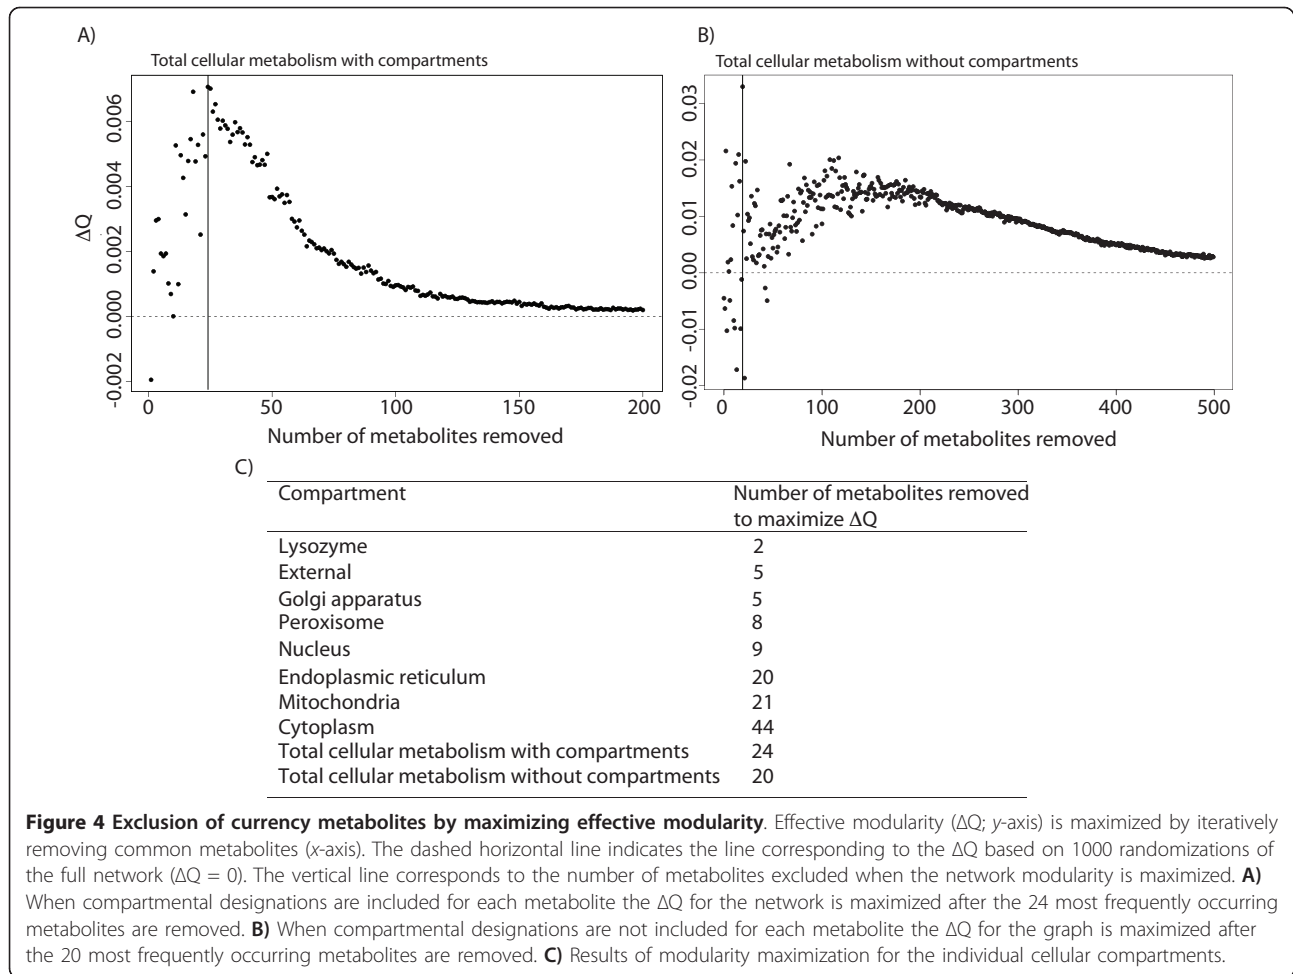 A)
Total cellular metabolism with compartments
ΔQ
0.006
0.004
0.002
0.000
-0.002
0 50 100 150 200
Number of metabolites removed
B)
Total cellular metabolism without compartments
0.03
0.02
0.01
0.00
-0.01
-0.02
0 100 200 300 400 500
Number of metabolites removed
C)
Compartment Number of metabolites removed
to maximize ΔQ
Lysozyme 2
External 5
Golgi apparatus 5
Peroxisome 8
Nucleus 9
Endoplasmic reticulum 20
Mitochondria 21
Cytoplasm 44
Total cellular metabolism with compartments 24
Total cellular metabolism without compartments 20
Figure 4 Exclusion of currency metabolites by maximizing effective modularity. Effective modularity (ΔQ; y-axis) is maximized by iteratively
removing common metabolites (x-axis). The dashed horizontal line indicates the line corresponding to the ΔQ based on 1000 randomizations of
the full network (ΔQ = 0). The vertical line corresponds to the number of metabolites excluded when the network modularity is maximized. A)
When compartmental designations are included for each metabolite the ΔQ for the network is maximized after the 24 most frequently occurring
metabolites are removed. B) When compartmental designations are not included for each metabolite the ΔQ for the graph is maximized after
the 20 most frequently occurring metabolites are removed. C) Results of modularity maximization for the individual cellular compartments.